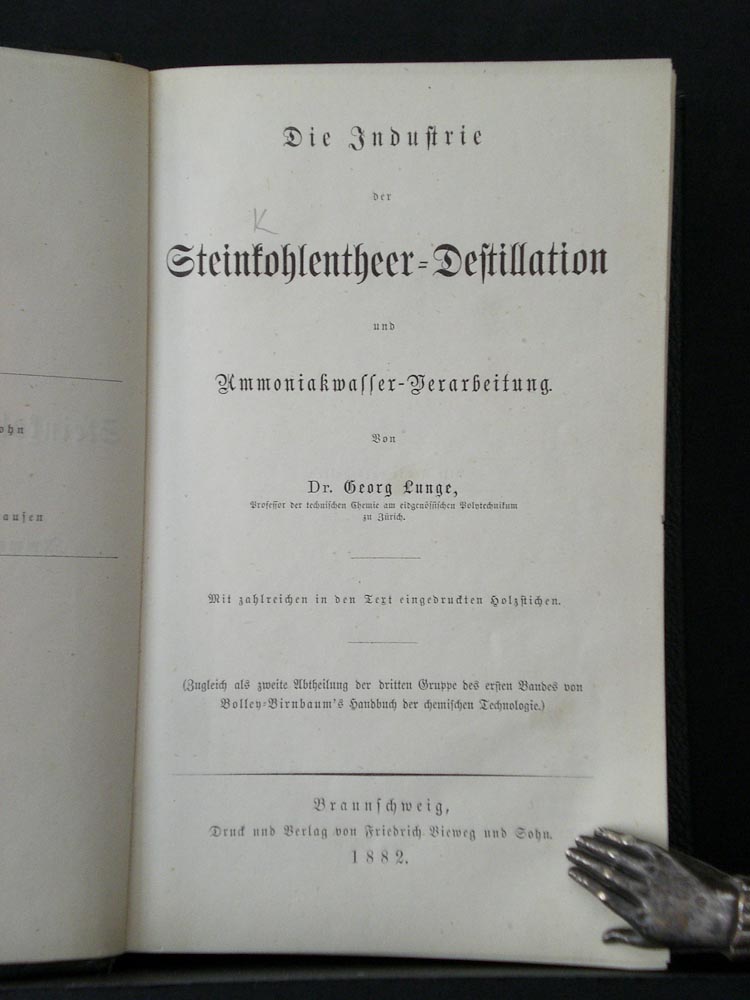 ohn
ausen
Die Industrie
der
K
Steinkohlentheer-Destillation
und
Ammoniakwasser-Verarbeitung.
Von
Dr. Georg Lunge,
Professor der technischen Chemie am eidgenössischen Polytechnikum
zu Zürich.
Mit zahlreichen in den Text eingedruckten Holzstichen.
(Zugleich als zweite Abtheilung der dritten Gruppe des ersten Bandes von
Bolley-Birnbaum's Handbuch der chemischen Technologie.)
Braunschweig,
Druck und Verlag von Friedrich Vieweg und Sohn.
1882.